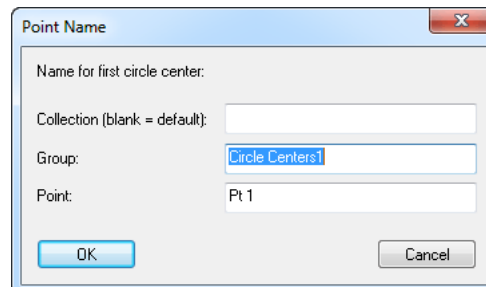 Point Name
Name for first circle center:
Collection (blank = default):
Group: Circle Centers1
Point: Pt 1
OK Cancel